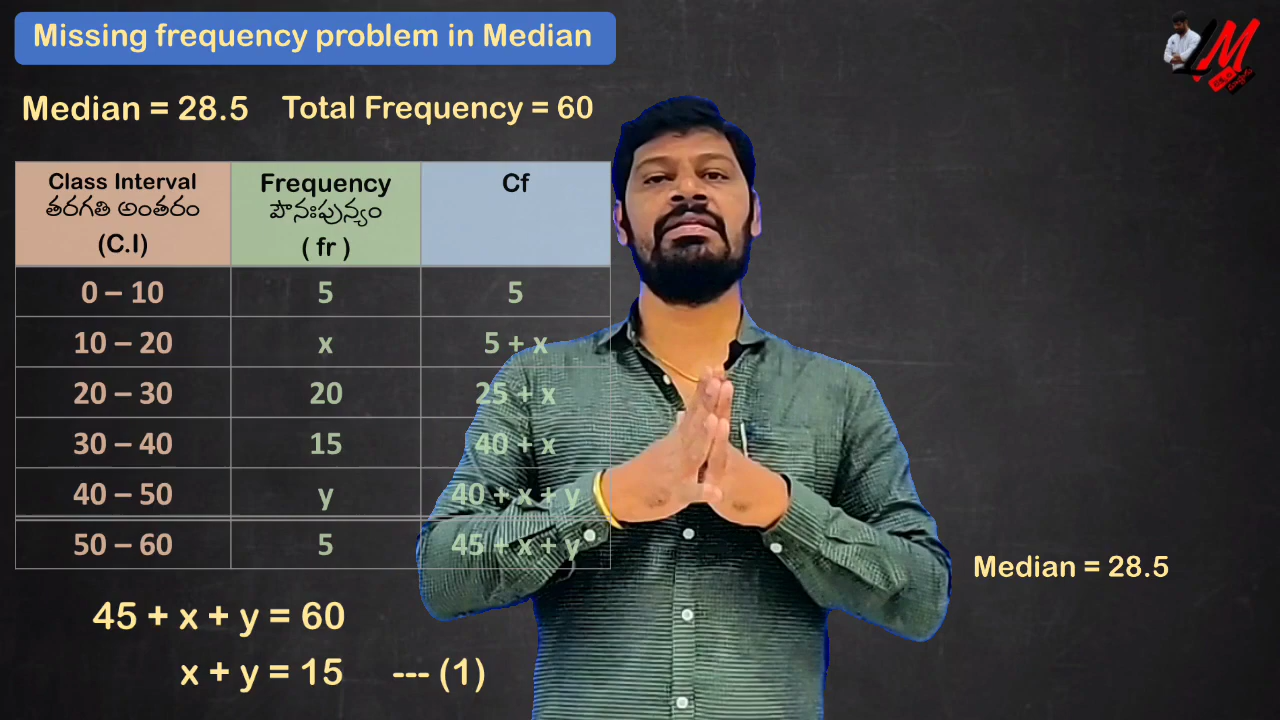 Missing frequency problem in Median
Median = 28.5 Total Frequency = 60
Class Interval Frequency Cf
తరగతి అంతరం పౌనఃపున్యం
(C.I) ( fr )
0 – 10 5 5
10 – 20 x 5 + x
20 – 30 20 25 + x
30 – 40 15 40 + x
40 – 50 y 40 + x + y
50 – 60 5 45 + x + y
Median = 28.5
45 + x + y = 60
x + y = 15 --- (1)
LM